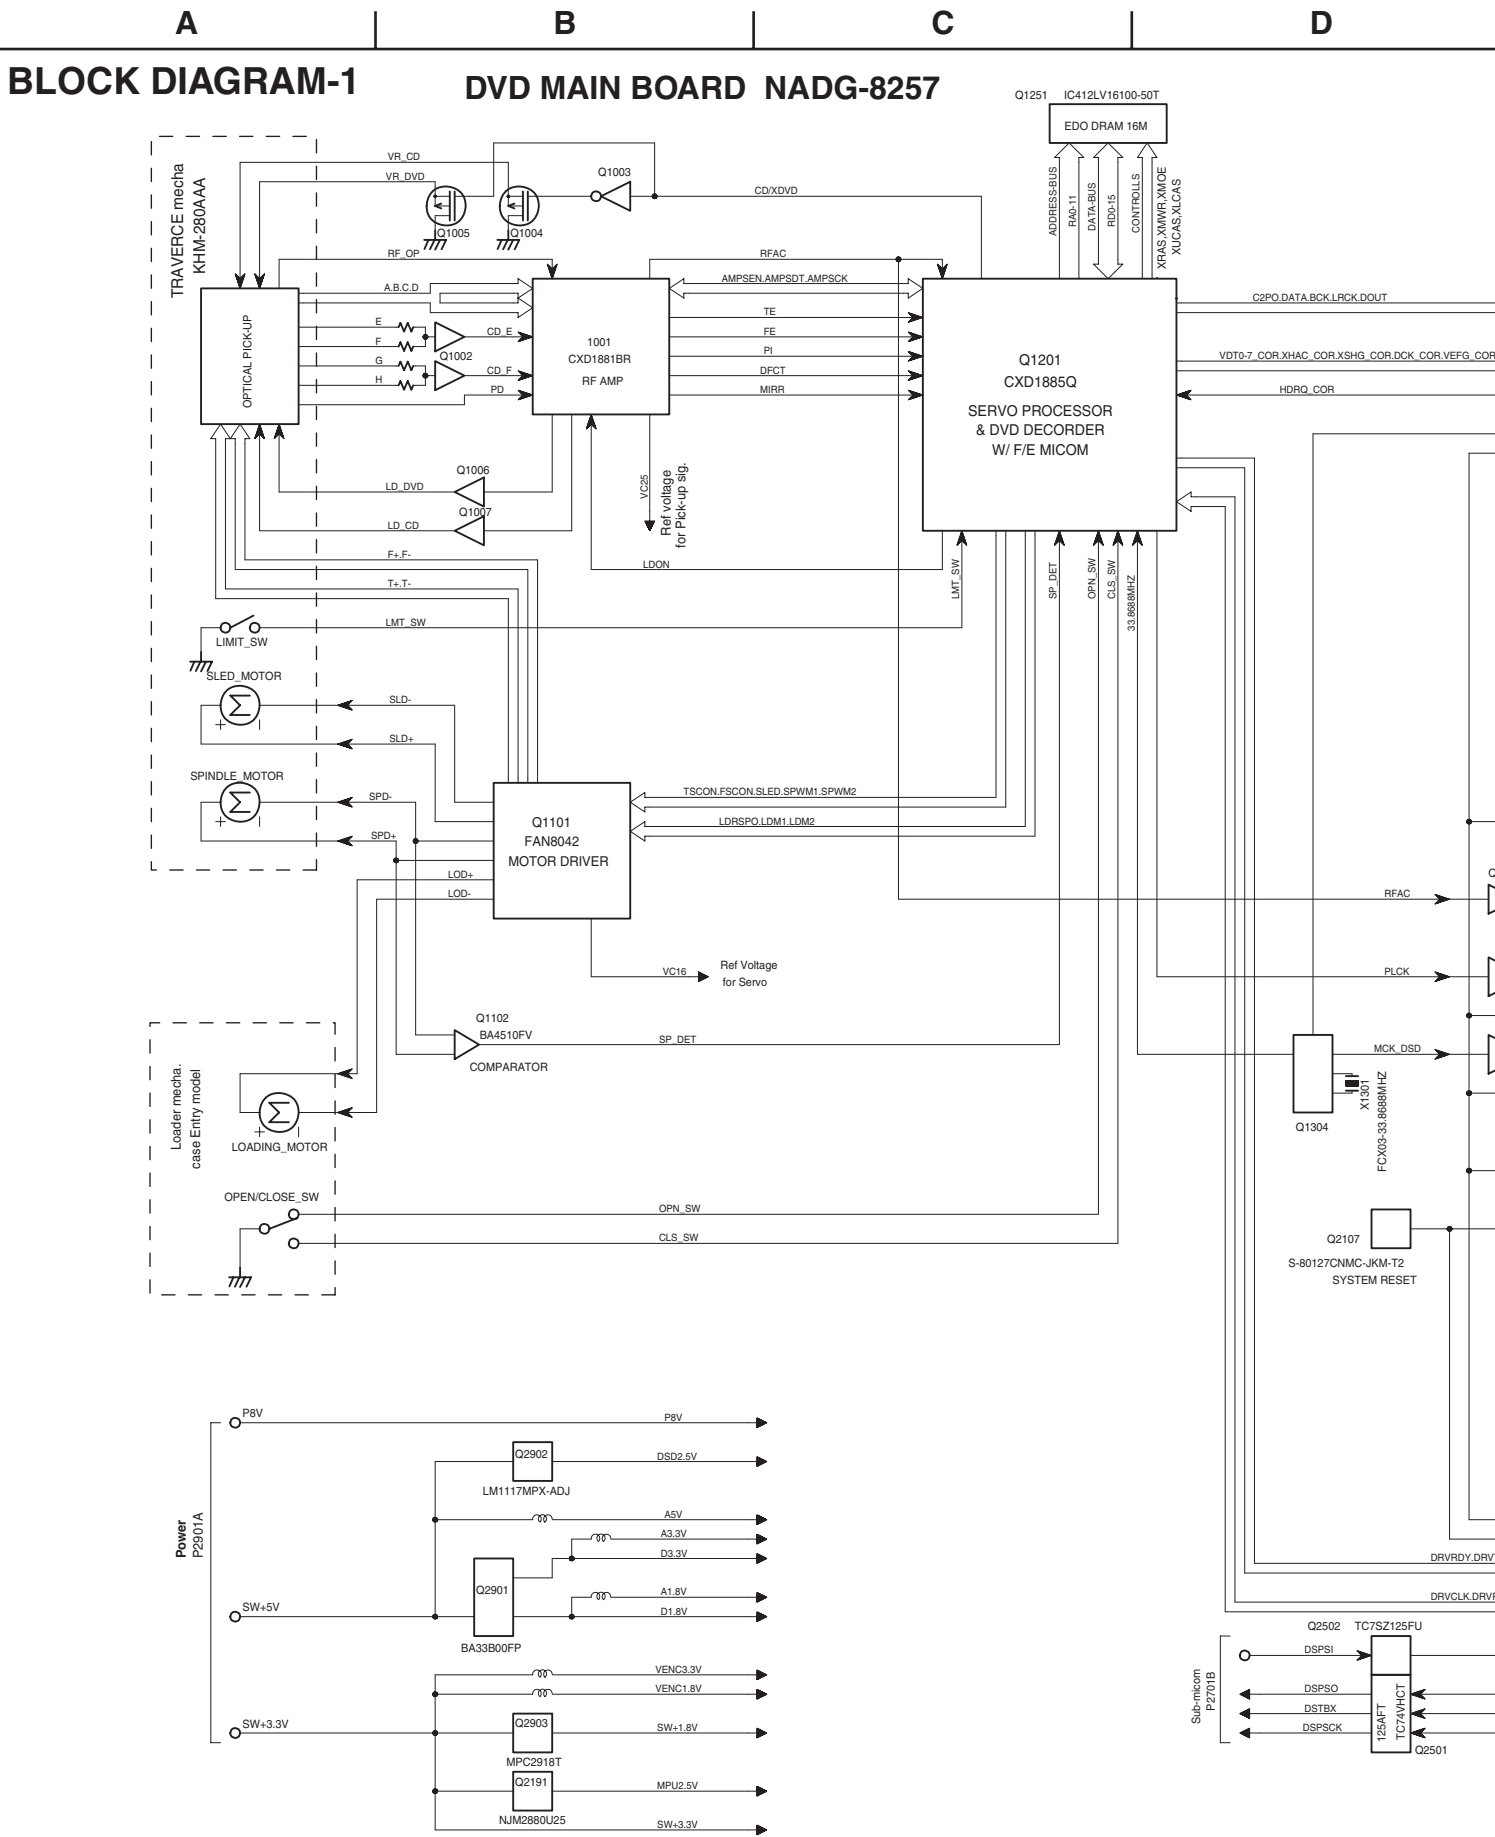 A B C D
BLOCK DIAGRAM-1
DVD MAIN BOARD NADG-8257
Q1251 IC412LV16100-50T
EDO DRAM 16M
TRAVERCE mecha
KHM-280AAA
VR_CD
VR_DVD
Q1003
Q1005
Q1004
CD/XDVD
ADDRESS-BUS
RA0-11
DATA-BUS
RD0-15
CONTROLLS
XRAS,XMWR,XMOE
XUCAS,XLCAS
RF_OP
RFAC
A.B.C.D
AMPSEN.AMPSDT.AMPSCK
C2PO.DATA.BCK.LRCK.DOUT
OPTICAL PICK-UP
E
F
G
H
Q1002
CD_E
CD_F
PD
1001
CXD1881BR
RF AMP
TE
FE
PI
DFCT
MIRR
Q1201
CXD1885Q
SERVO PROCESSOR
& DVD DECORDER
W/ F/E MICOM
VDT0-7_COR.XHAC_COR.XSHG_COR.DCK_COR.VEFG_COR
HDRQ_COR
Q1006
LD_DVD
Q1007
LD_CD
VC25
Ref voltage
for Pick-up sig.
F+.F-
LDON
T+.T-
LMT_SW
SP_DET
OPN_SW
CLS_SW
33.8688MHZ
LMT_SW
LIMIT_SW
SLED_MOTOR
SLD-
+ -
SLD+
SPINDLE_MOTOR
SPD-
+ -
SPD+
Q1101
FAN8042
MOTOR DRIVER
TSCON.FSCON.SLED.SPWM1.SPWM2
LDRSPO.LDM1.LDM2
LOD+
LOD-
Q
RFAC
VC16
Ref Voltage
for Servo
PLCK
Q1102
BA4510FV
COMPARATOR
SP_DET
MCK_DSD
X1301
FCX03-33.8688MHZ
Q1304
Loader mecha.
case Entry model
+ -
LOADING_MOTOR
OPEN/CLOSE_SW
OPN_SW
CLS_SW
Q2107
S-80127CNMC-JKM-T2
SYSTEM RESET
P8V
P8V
Q2902
DSD2.5V
LM1117MPX-ADJ
Power
P2901A
A5V
A3.3V
D3.3V
Q2901
A1.8V
SW+5V
D1.8V
BA33B00FP
DRVRDY.DRV
DRVCLK.DRV
Q2502 TC7SZ125FU
VENC3.3V
VENC1.8V
SW+3.3V
Q2903
SW+1.8V
MPC2918T
Q2191
MPU2.5V
NJM2880U25
SW+3.3V
Sub-micom
P2701B
DSPSI
DSPSO
DSTBX
DSPSCK
125AFT
TC74VHCT
Q2501